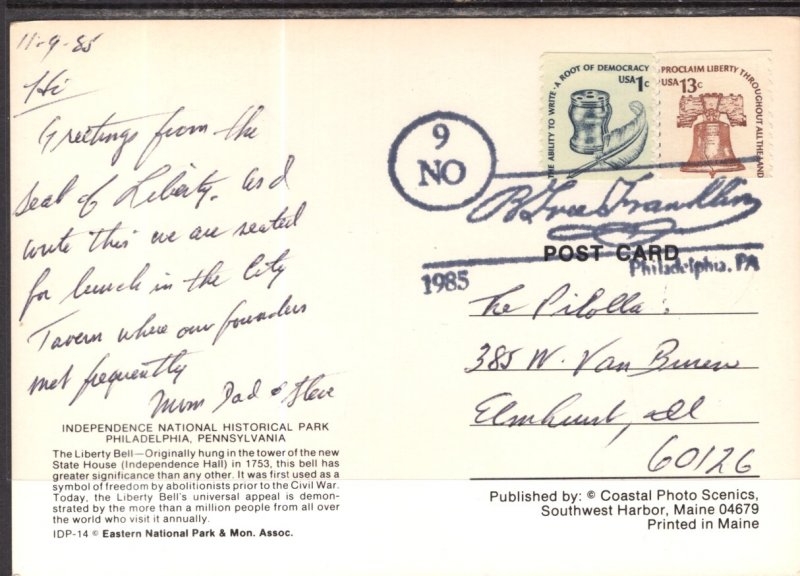 11-9-85
Hi
Greetings from the
seat of Liberty. As I
write this we are seated
for lunch in the City
Tavern where our founders
met frequently
Mom Dad & Steve
INDEPENDENCE NATIONAL HISTORICAL PARK
PHILADELPHIA, PENNSYLVANIA
The Liberty Bell—Originally hung in the tower of the new
State House (Independence Hall) in 1753, this bell has
greater significance than any other. It was first used as a
symbol of freedom by abolitionists prior to the Civil War.
Today, the Liberty Bell's universal appeal is demon-
strated by the more than a million people from all over
the world who visit it annually.
IDP-14 © Eastern National Park & Mon. Assoc.
THE ABILITY TO WRITE·A ROOT OF DEMOCRACY
USA 1c
PROCLAIM LIBERTY THROUGHOUT ALL THE LAND
USA 13c
9
NO
B Free Franklin
1985
Philadelphia, PA
POST CARD
The Pilolla's
385 W. Van Buren
Elmhurst, Ill
60126
Published by: © Coastal Photo Scenics,
Southwest Harbor, Maine 04679
Printed in Maine